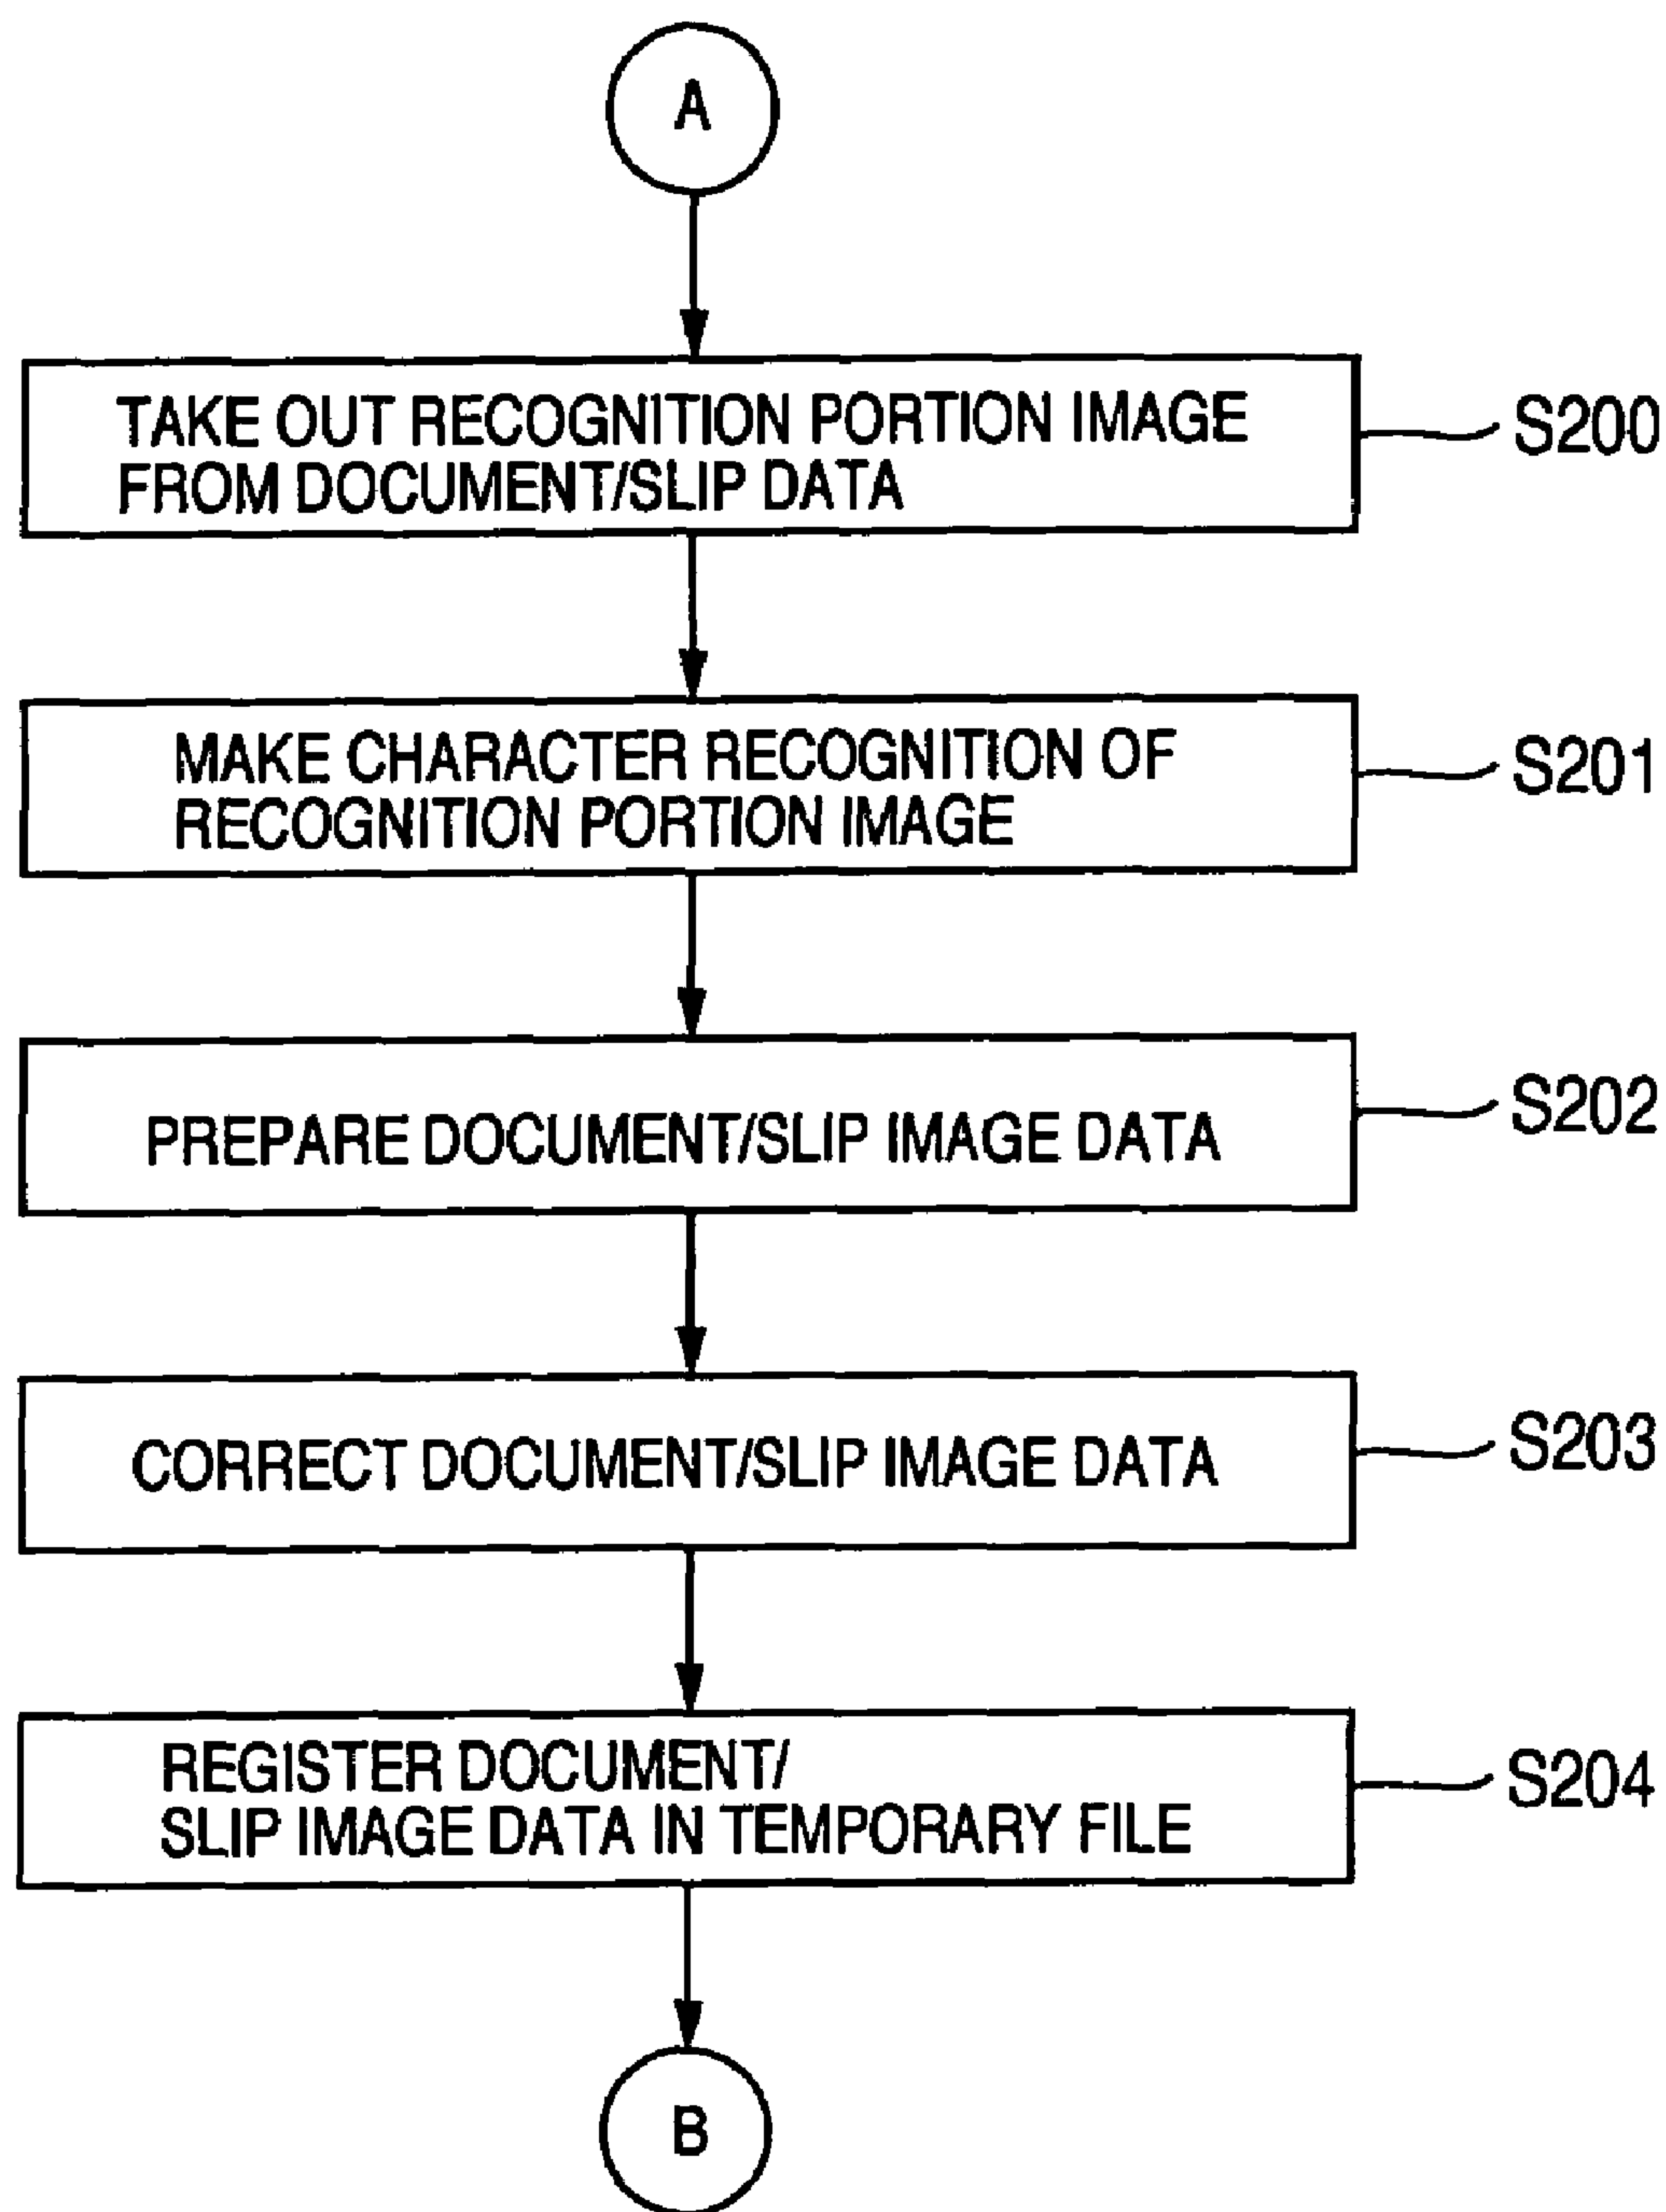 A
TAKE OUT RECOGNITION PORTION IMAGE
FROM DOCUMENT/SLIP DATA
S200
MAKE CHARACTER RECOGNITION OF
RECOGNITION PORTION IMAGE
S201
PREPARE DOCUMENT/SLIP IMAGE DATA
S202
CORRECT DOCUMENT/SLIP IMAGE DATA
S203
REGISTER DOCUMENT/
SLIP IMAGE DATA IN TEMPORARY FILE
S204
B